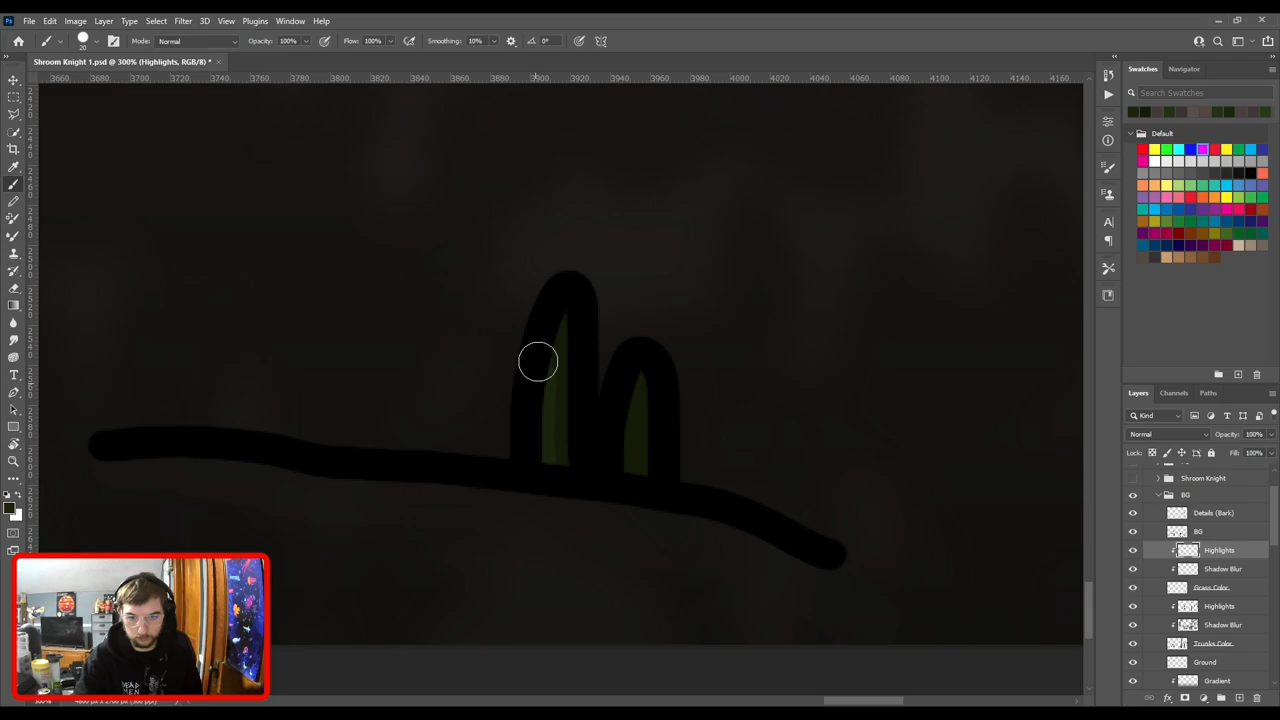 File Edit Image Layer Type Select Filter 3D View Plugins Window Help
20 Mode: Normal Opacity: 100% Flow: 100% Smoothing: 10% 0°
Shroom Knight 1.psd @ 300% (Highlights, RGB/8) *
3660 3680 3700 3720 3740 3760 3780 3800 3820 3840 3860 3880 3900 3920 3940 3960 3980 4000 4020 4040 4060 4080 4100 4120 4140 4160
Swatches Navigator
Search Swatches
Default
Layers Channels Paths
Kind
Normal Opacity: 100%
Lock: Fill: 100%
Shroom Knight
BG
Details (Bark)
BG
Highlights
Shadow Blur
Grass Color
Highlights
Shadow Blur
Trunks Color
Ground
Gradient
DEAD
MEN